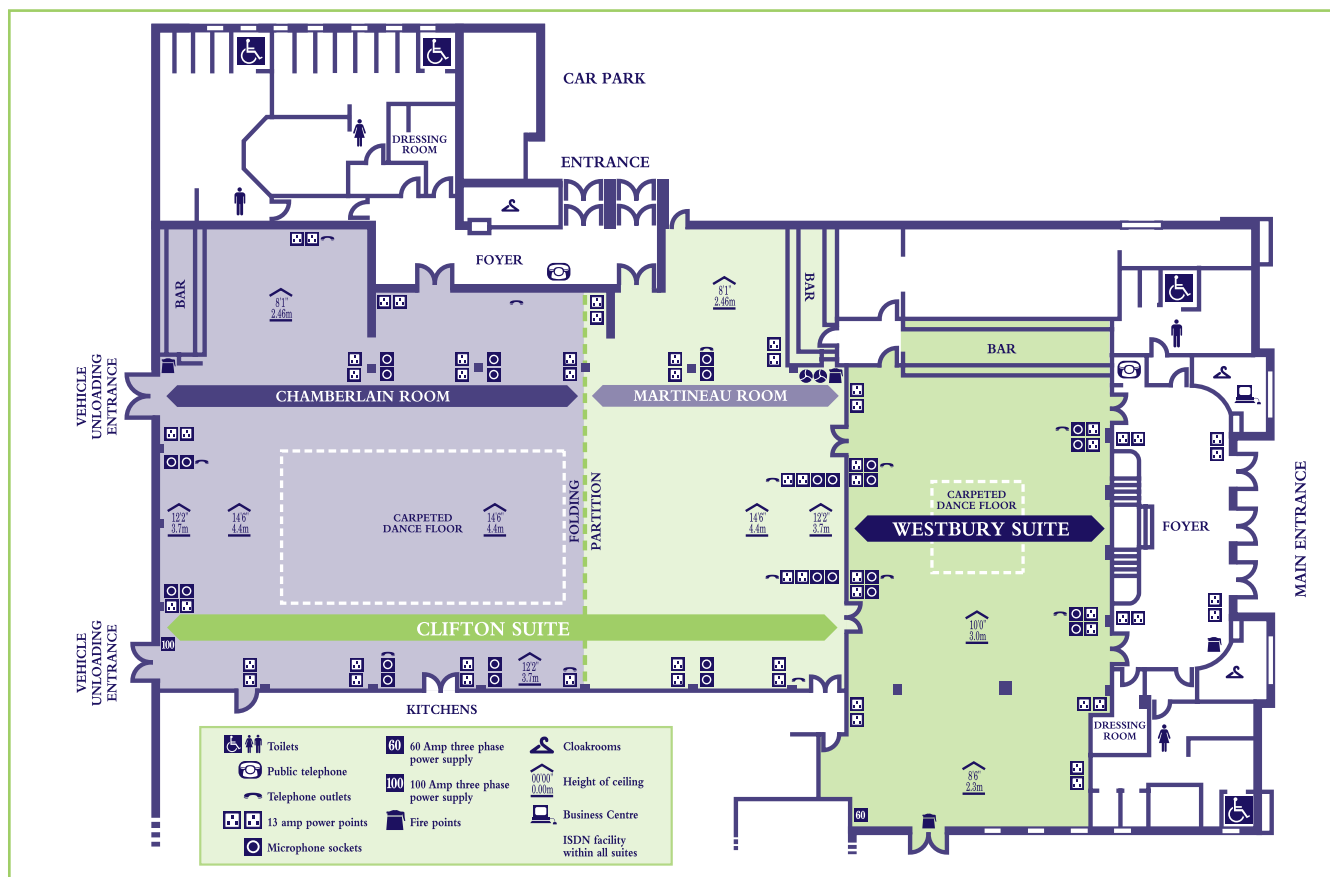 CAR PARK
DRESSING
ROOM
ENTRANCE
FOYER
BAR
8'1"
2.46m
8'1"
2.46m
BAR
BAR
VEHICLE
UNLOADING
ENTRANCE
CHAMBERLAIN ROOM
MARTINEAU ROOM
FOLDING
PARTITION
12'2"
3.7m
14'6"
4.4m
CARPETED
DANCE FLOOR
14'6"
4.4m
14'6"
4.4m
12'2"
3.7m
CARPETED
DANCE FLOOR
WESTBURY SUITE
FOYER
MAIN ENTRANCE
CLIFTON SUITE
10'0"
3.0m
VEHICLE
UNLOADING
ENTRANCE
100
12'2"
3.7m
KITCHENS
DRESSING
ROOM
8'6"
2.3m
60
Toilets
Public telephone
Telephone outlets
13 amp power points
Microphone sockets
60
60 Amp three phase
power supply
100
100 Amp three phase
power supply
Fire points
Cloakrooms
00'00"
0.00m
Height of ceiling
Business Centre
ISDN facility
within all suites